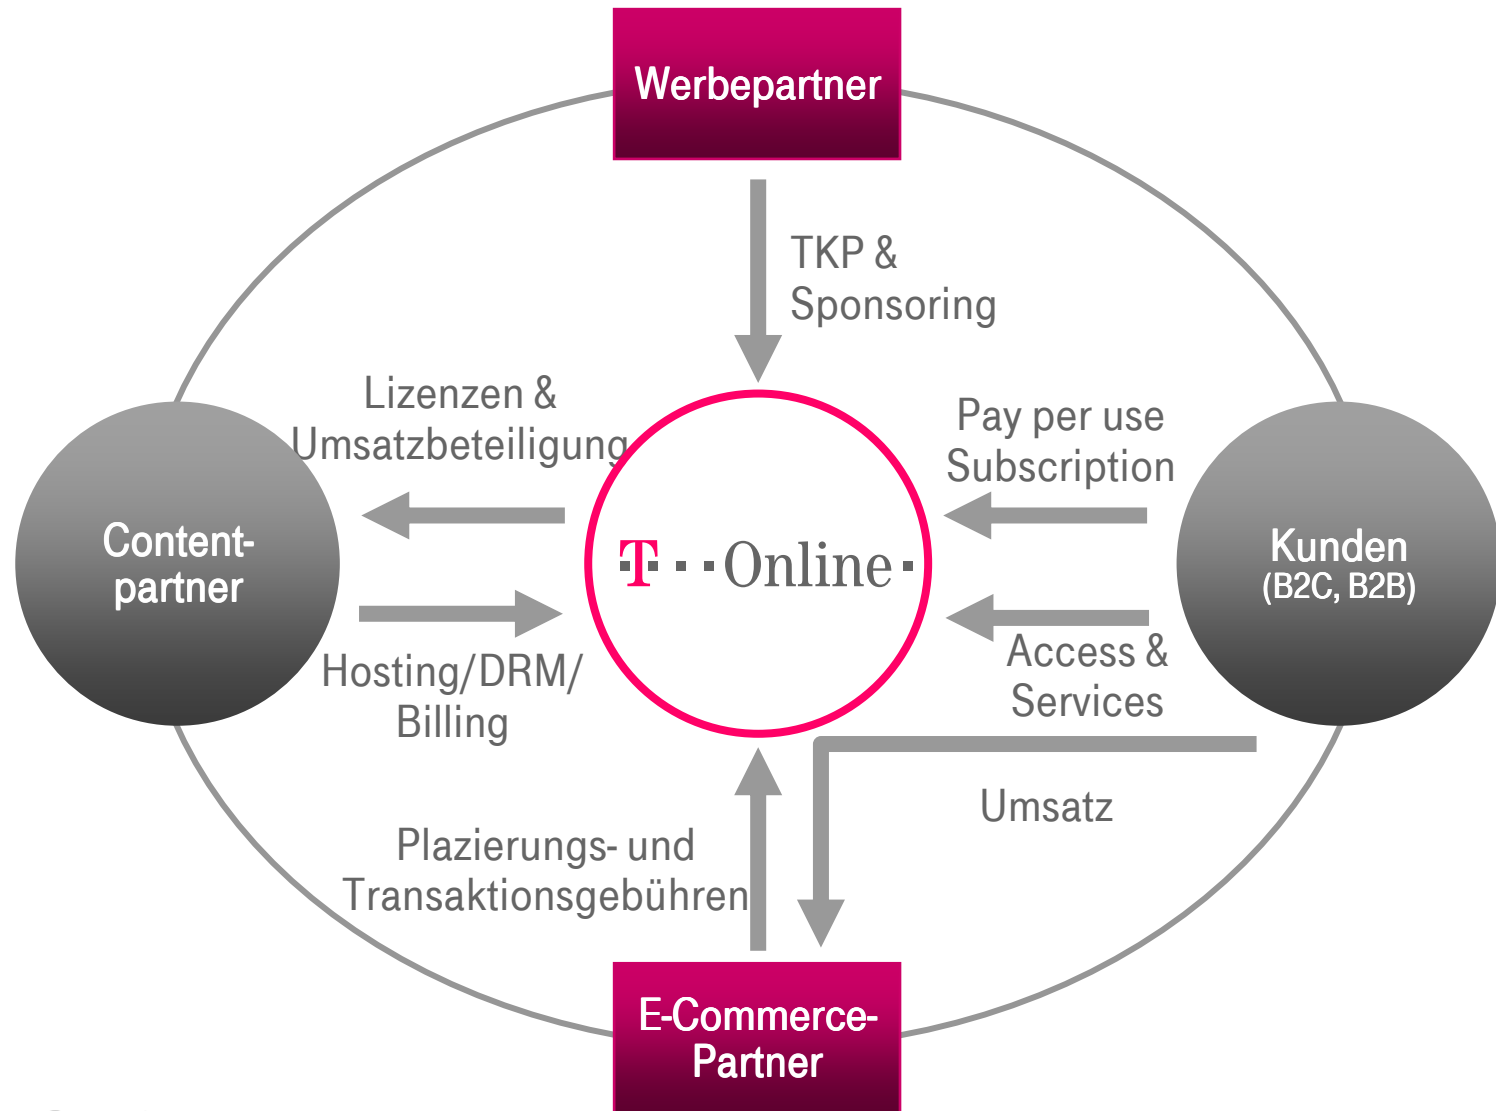 Werbepartner
TKP &
Sponsoring
Lizenzen &
Umsatzbeteiligung
Pay per use
Subscription
Content-
partner
T Online
Kunden
(B2C, B2B)
Hosting/DRM/
Billing
Access &
Services
Umsatz
Plazierungs- und
Transaktionsgebühren
E-Commerce-
Partner